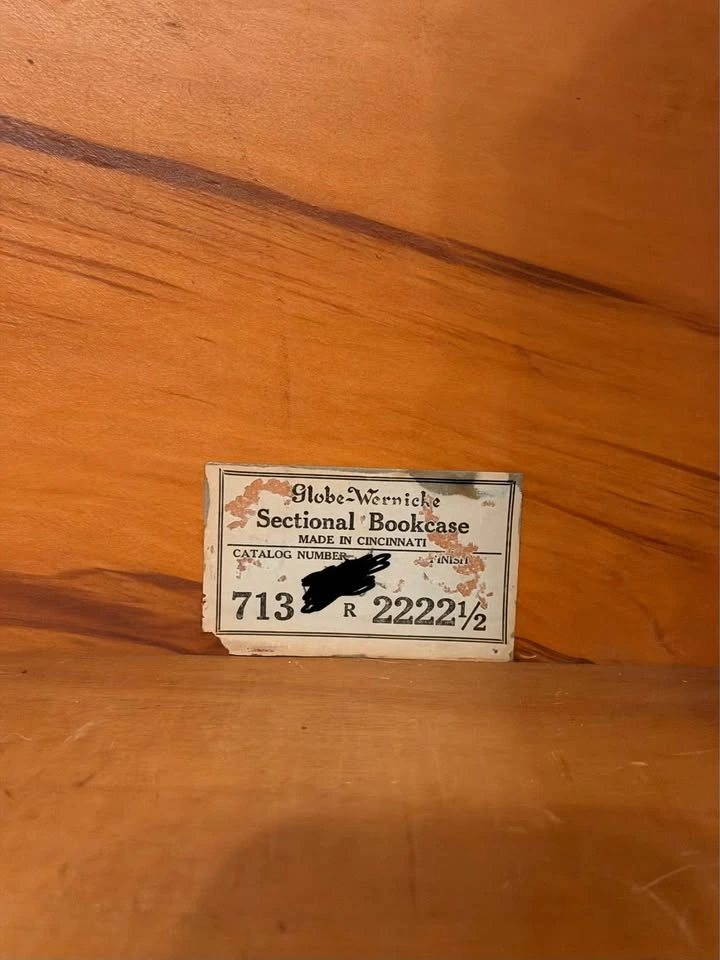 Globe-Wernicke
Sectional Bookcase
MADE IN CINCINNATI
CATALOG NUMBER FINISH
713 R 2222½